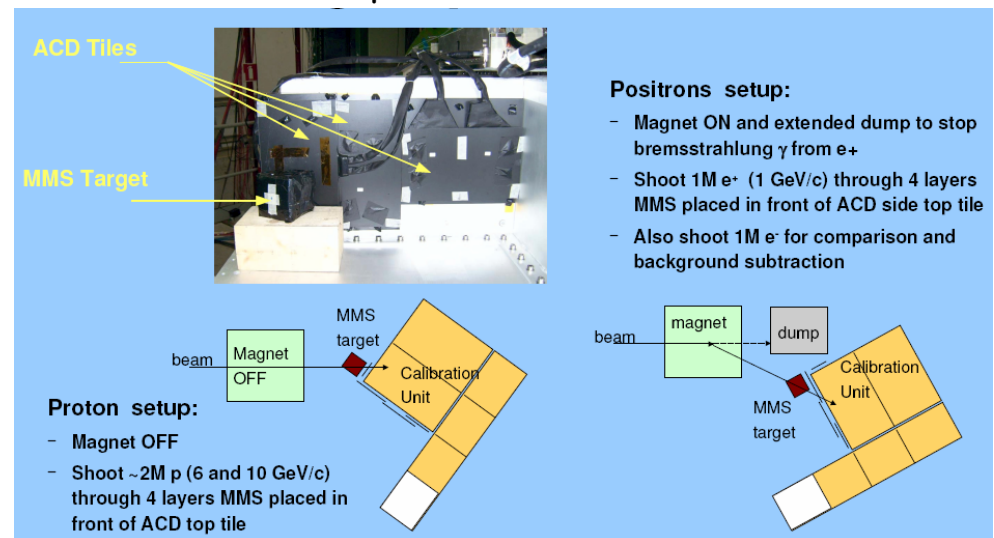 ACD Tiles
MMS Target
Positrons setup:
- Magnet ON and extended dump to stop
bremsstrahlung γ from e+
- Shoot 1M e⁺ (1 GeV/c) through 4 layers
MMS placed in front of ACD side top tile
- Also shoot 1M e⁻ for comparison and
background subtraction
MMS
target
beam
Magnet
OFF
Calibration
Unit
Proton setup:
- Magnet OFF
- Shoot ~2M p (6 and 10 GeV/c)
through 4 layers MMS placed in
front of ACD top tile
beam
magnet
dump
Calibration
Unit
MMS
target